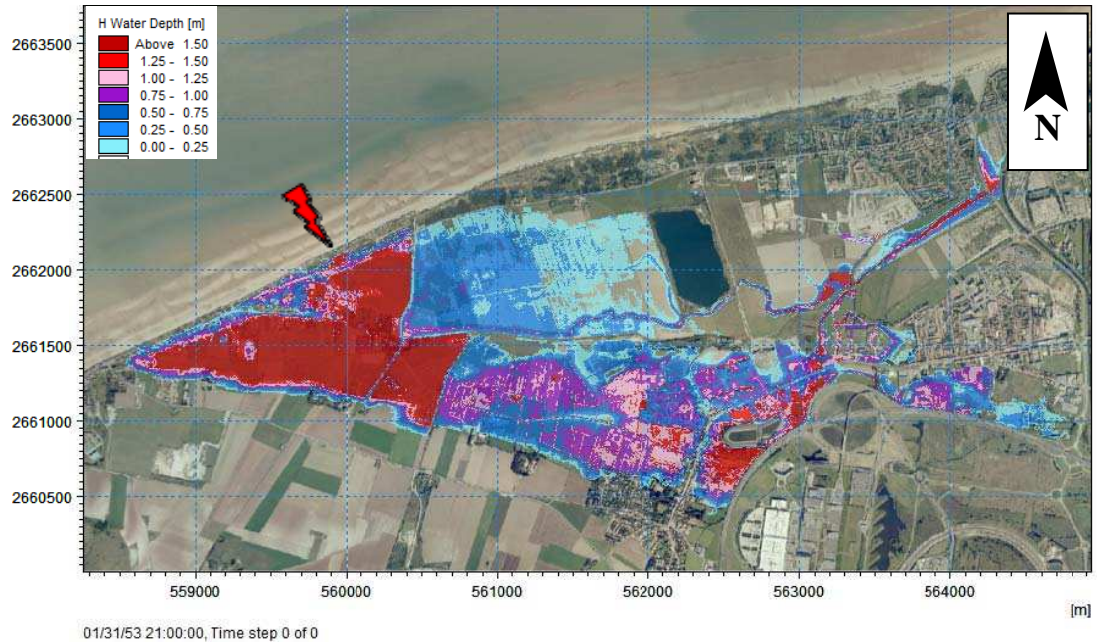 H Water Depth [m]
Above 1.50
1.25 - 1.50
1.00 - 1.25
0.75 - 1.00
0.50 - 0.75
0.25 - 0.50
0.00 - 0.25
N
2663500
2663000
2662500
2662000
2661500
2661000
2660500
559000 560000 561000 562000 563000 564000
[m]
01/31/53 21:00:00, Time step 0 of 0